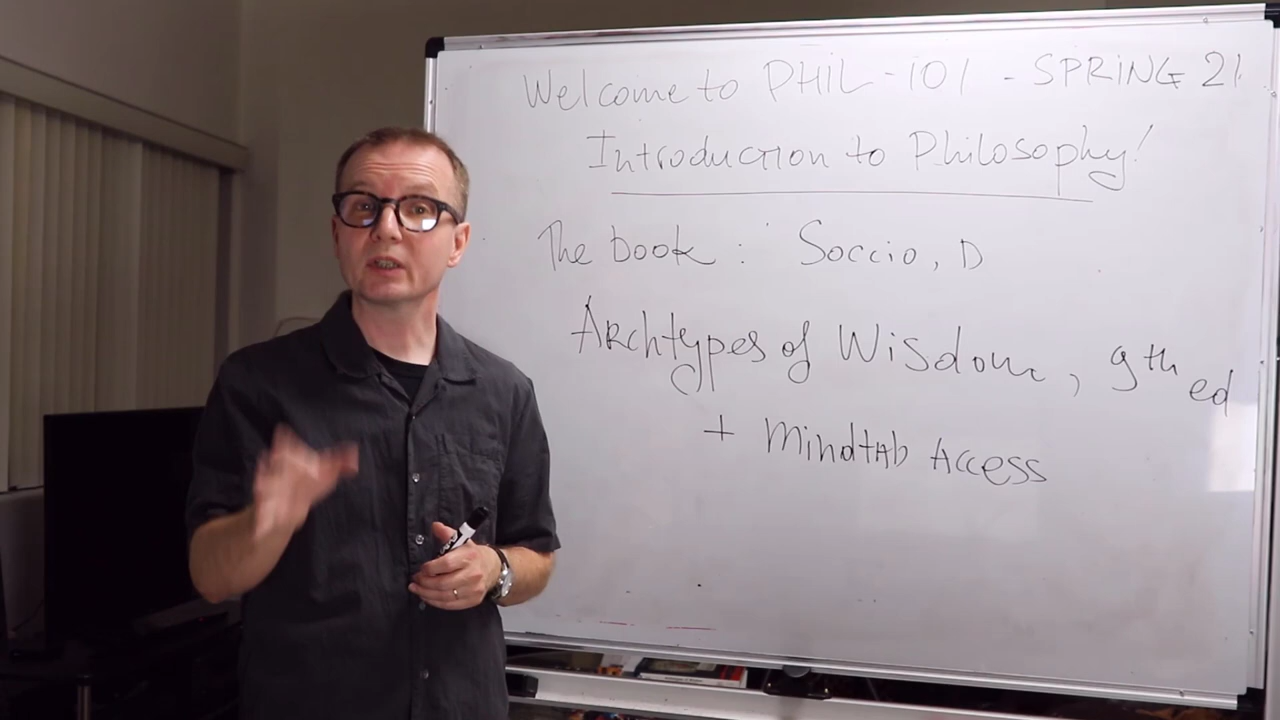 Welcome to PHIL-101 - SPRING 21
Introduction to Philosophy!
The book : Soccio, D
Archtypes of Wisdom, 9th ed
+ Mindtab Access